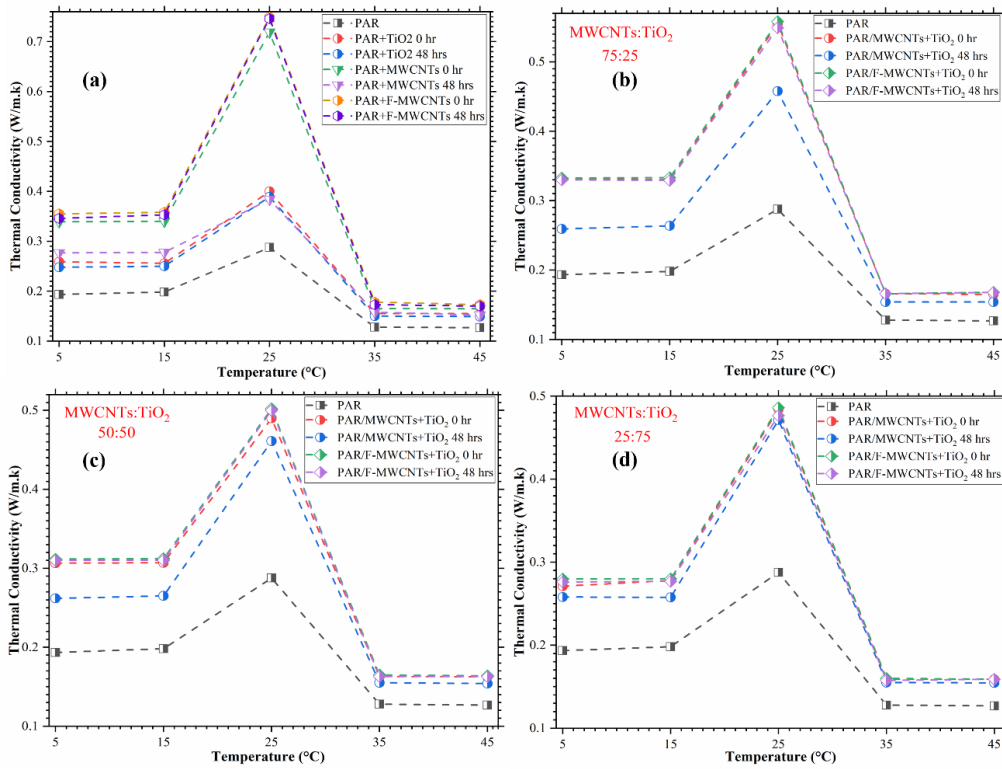 (a)
PAR
PAR+TiO2 0 hr
PAR+TiO2 48 hrs
PAR+MWCNTs 0 hr
PAR+MWCNTs 48 hrs
PAR+F-MWCNTs 0 hr
PAR+F-MWCNTs 48 hrs
Thermal Conductivity (W/m.k)
0.7
0.6
0.5
0.4
0.3
0.2
0.1
5 15 25 35 45
Temperature (°C)
MWCNTs:TiO₂
75:25
(b)
PAR
PAR/MWCNTs+TiO₂ 0 hr
PAR/MWCNTs+TiO₂ 48 hrs
PAR/F-MWCNTs+TiO₂ 0 hr
PAR/F-MWCNTs+TiO₂ 48 hrs
Thermal Conductivity (W/m.k)
0.5
0.4
0.3
0.2
0.1
5 15 25 35 45
Temperature (°C)
MWCNTs:TiO₂
50:50
(c)
PAR
PAR/MWCNTs+TiO₂ 0 hr
PAR/MWCNTs+TiO₂ 48 hrs
PAR/F-MWCNTs+TiO₂ 0 hr
PAR/F-MWCNTs+TiO₂ 48 hrs
Thermal Conductivity (W/m.k)
0.5
0.4
0.3
0.2
0.1
5 15 25 35 45
Temperature (°C)
MWCNTs:TiO₂
25:75
(d)
PAR
PAR/MWCNTs+TiO₂ 0 hr
PAR/MWCNTs+TiO₂ 48 hrs
PAR/F-MWCNTs+TiO₂ 0 hr
PAR/F-MWCNTs+TiO₂ 48 hrs
Thermal Conductivity (W/m.k)
0.5
0.4
0.3
0.2
0.1
5 15 25 35 45
Temperature (°C)